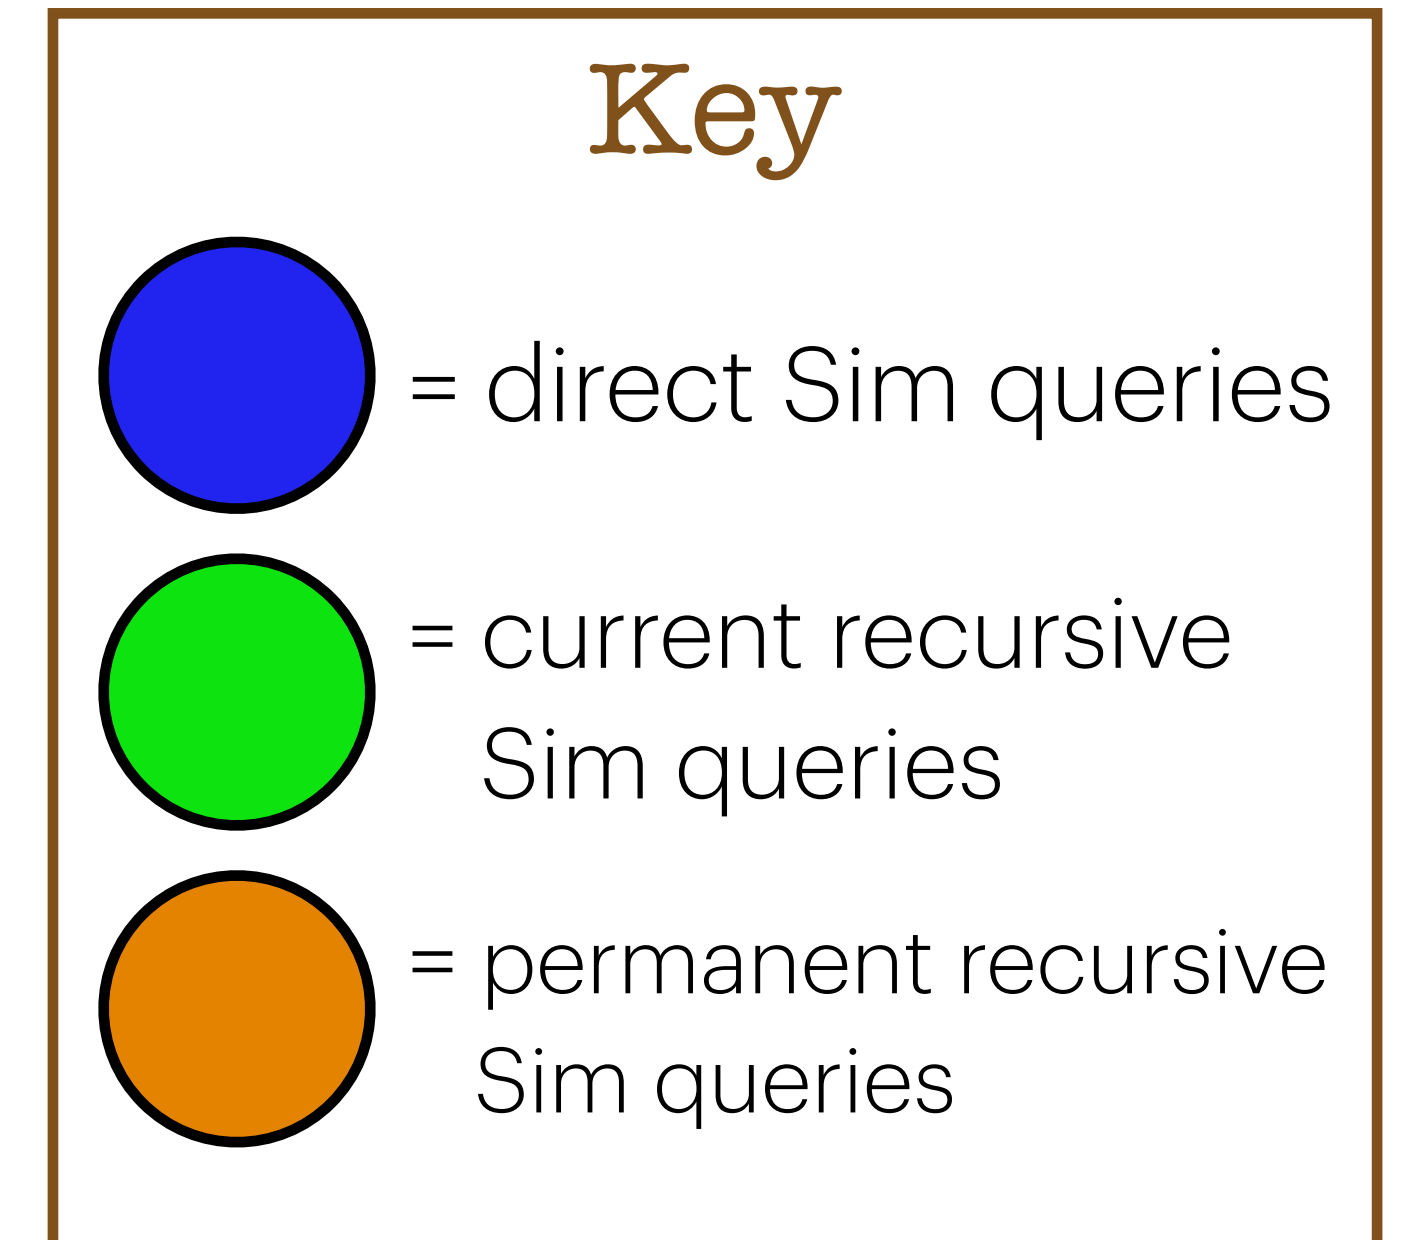 Key
= direct Sim queries
= current recursive
Sim queries
= permanent recursive
Sim queries